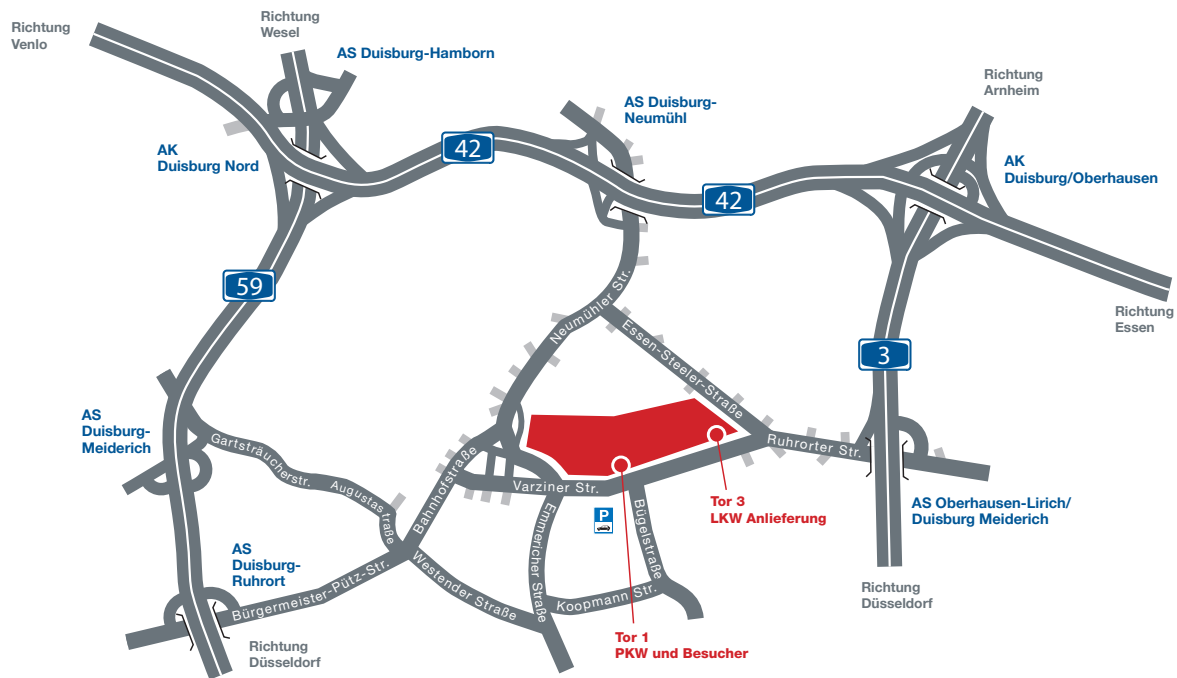 Richtung
Venlo
Richtung
Wesel
AS Duisburg-Hamborn
AS Duisburg-
Neumühl
Richtung
Arnheim
AK
Duisburg Nord
42
AK
Duisburg/Oberhausen
42
59
Neumühler Str.
Richtung
Essen
Essen-Steeler-Straße
3
AS
Duisburg-
Meiderich
Gartsträucherstr.
Ruhrorter Str.
Bahnhofstraße
Augustastraße
Varziner Str.
Tor 3
LKW Anlieferung
AS Oberhausen-Lirich/
Duisburg Meiderich
P
Emmericher Straße
Bügelstraße
AS
Duisburg-
Ruhrort
Bürgermeister-Pütz-Str.
Westender Straße
Koopmann Str.
Richtung
Düsseldorf
Tor 1
PKW und Besucher
Richtung
Düsseldorf